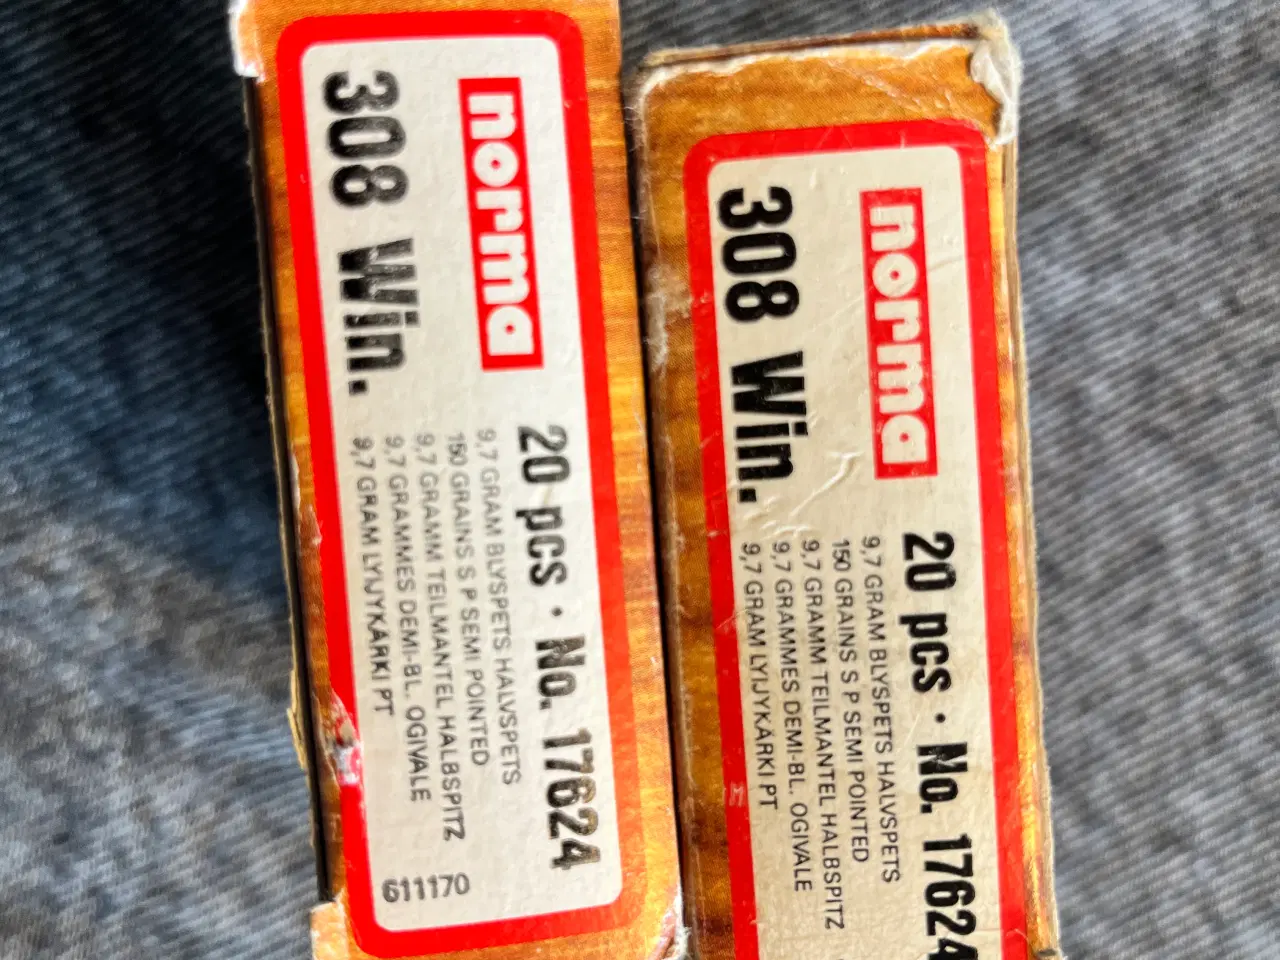 norma
308 Win.
20 pcs · No. 17624
9,7 GRAM BLYSPETS HALVSPETS
150 GRAINS S P SEMI POINTED
9,7 GRAMM TEILMANTEL HALBSPITZ
9,7 GRAMMES DEMI-BL. OGIVALE
9,7 GRAM LYIJYKÄRKI PT
611170
norma
308 Win.
20 pcs · No. 17624
9,7 GRAM BLYSPETS HALVSPETS
150 GRAINS S P SEMI POINTED
9,7 GRAMM TEILMANTEL HALBSPITZ
9,7 GRAMMES DEMI-BL. OGIVALE
9,7 GRAM LYIJYKÄRKI PT